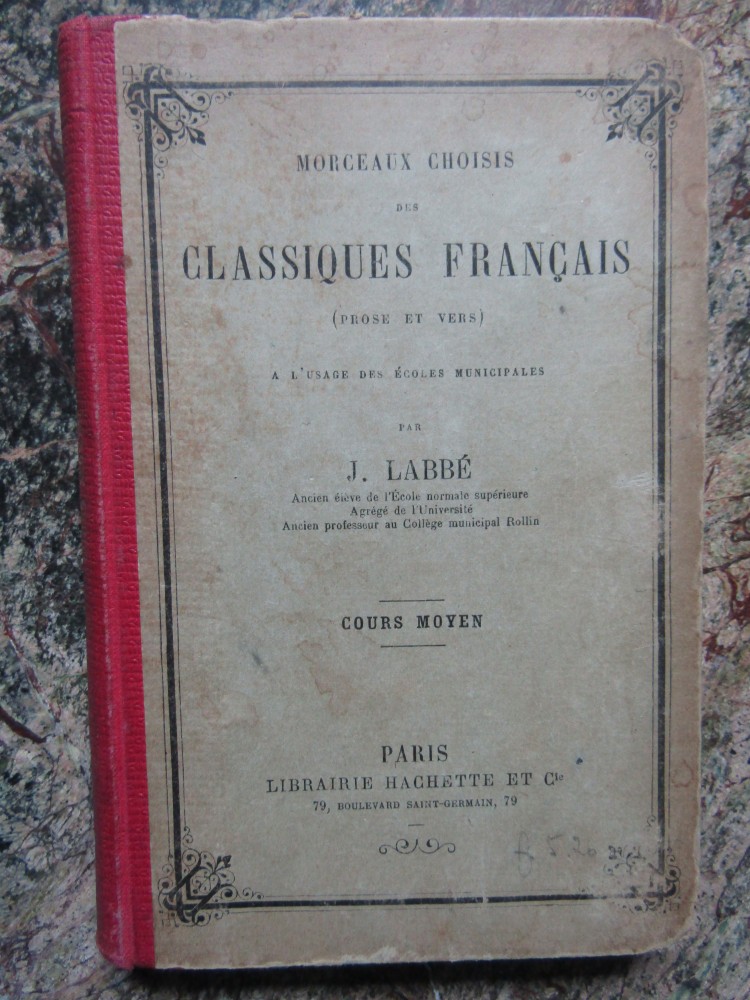 MORCEAUX CHOISIS
DES
CLASSIQUES FRANÇAIS
(PROSE ET VERS)
A L'USAGE DES ÉCOLES MUNICIPALES
PAR
J. LABBÉ
Ancien élève de l'École normale supérieure
Agrégé de l'Université
Ancien professeur au Collège municipal Rollin
COURS MOYEN
PARIS
LIBRAIRIE HACHETTE ET Cie
79, BOULEVARD SAINT-GERMAIN, 79